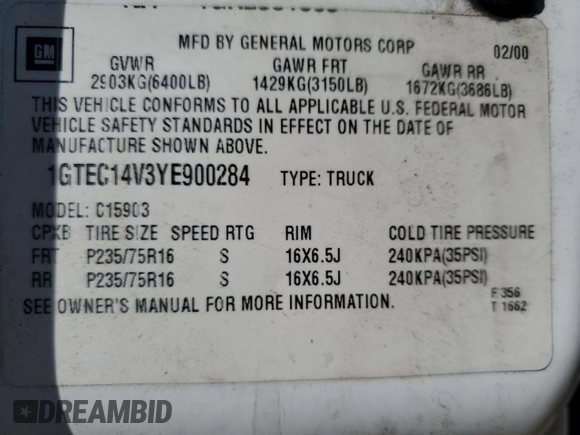 GM
MFD BY GENERAL MOTORS CORP 02/00
GVWR GAWR FRT GAWR RR
2903KG(6400LB) 1429KG(3150LB) 1672KG(3686LB)
THIS VEHICLE CONFORMS TO ALL APPLICABLE U.S. FEDERAL MOTOR
VEHICLE SAFETY STANDARDS IN EFFECT ON THE DATE OF
MANUFACTURE SHOWN ABOVE.
1GTEC14V3YE900284 TYPE: TRUCK
MODEL: C15903
CPXB TIRE SIZE SPEED RTG RIM COLD TIRE PRESSURE
FRT P235/75R16 S 16X6.5J 240KPA(35PSI)
RR P235/75R16 S 16X6.5J 240KPA(35PSI)
SEE OWNER'S MANUAL FOR MORE INFORMATION.
F 356
T 1662
DREAMBID